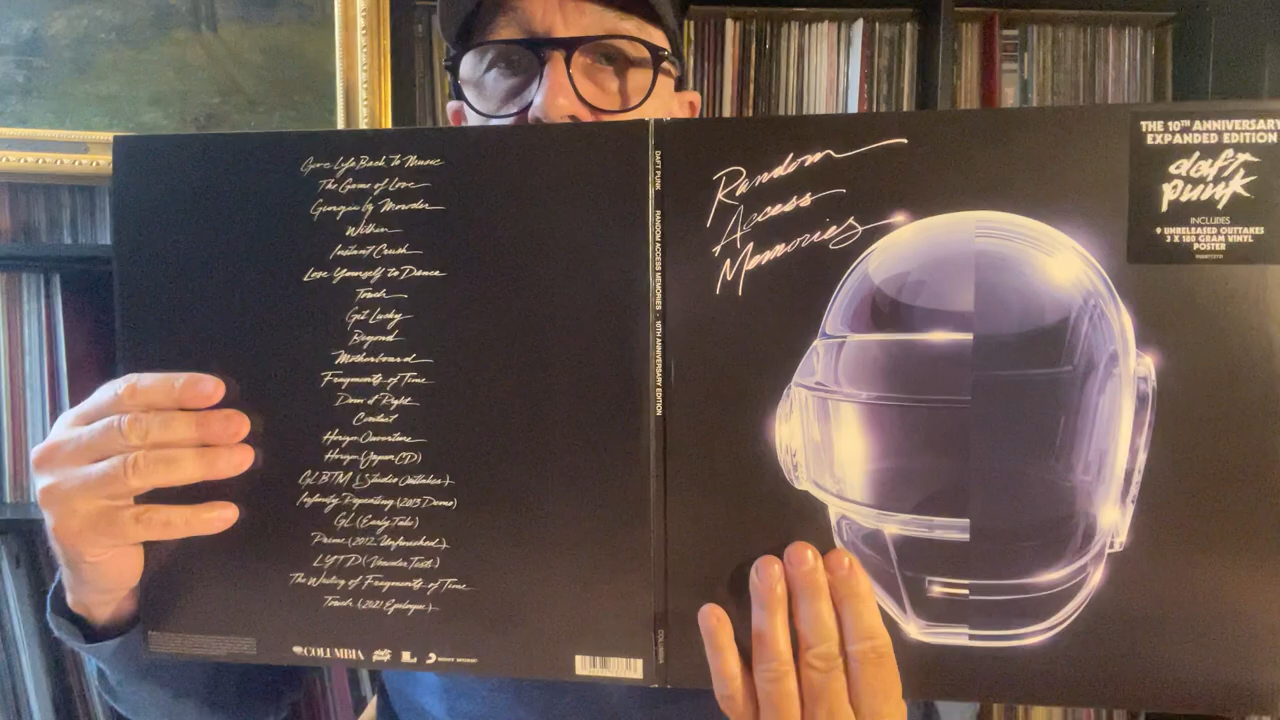 Give Life Back To Music
The Game of Love
Giorgio by Moroder
Within
Instant Crush
Lose Yourself to Dance
Touch
Get Lucky
Beyond
Motherboard
Fragments of Time
Doin it Right
Contact
Horizon Ouverture
Horizon (Japan CD)
GLBTM (Studio Outtakes)
Infinity Repeating (2013 Demo)
GL (Early Take)
Prime (2012 Unfinished)
LYTD (Vocoder Tests)
The Writing of Fragments of Time
Touch (2021 Epilogue)
COLUMBIA
daft punk
DAFT PUNK RANDOM ACCESS MEMORIES - 10TH ANNIVERSARY EDITION
COLUMBIA
Random
Access
Memories
THE 10TH ANNIVERSARY
EXPANDED EDITION
daft
punk
INCLUDES
9 UNRELEASED OUTTAKES
3 X 180 GRAM VINYL
POSTER